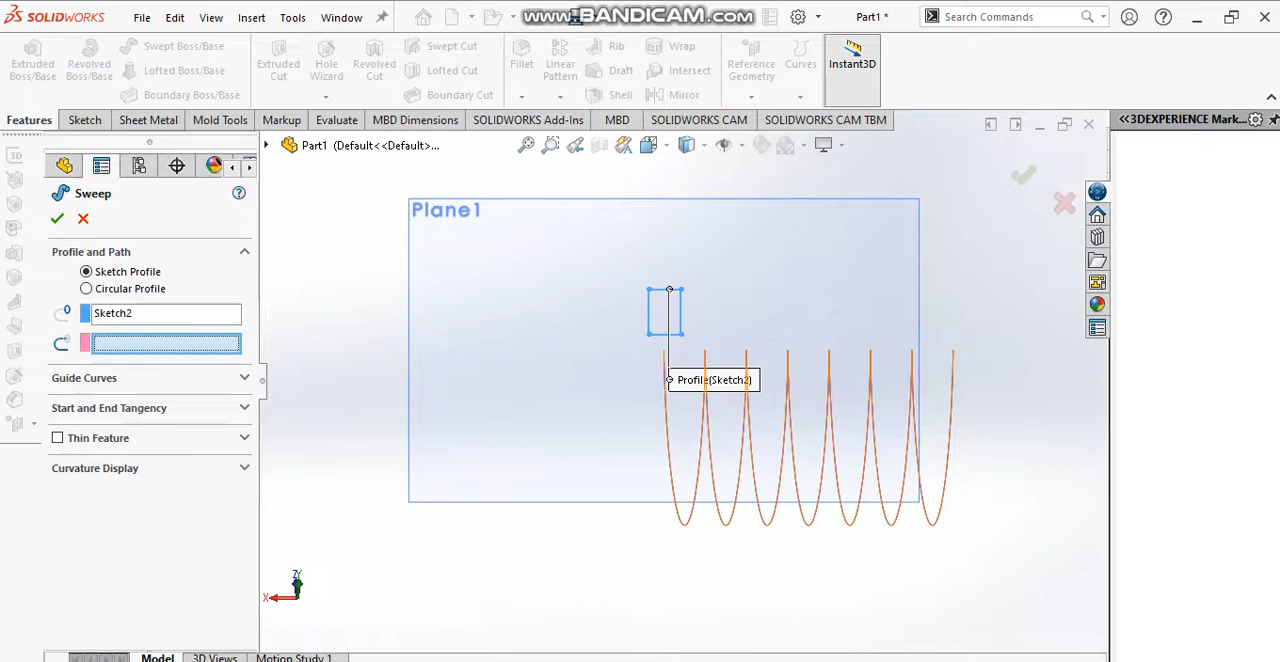 SOLIDWORKS
File Edit View Insert Tools Window
www.BANDICAM.com
Part1 *
Search Commands
Extruded Boss/Base
Revolved Boss/Base
Swept Boss/Base
Lofted Boss/Base
Boundary Boss/Base
Extruded Cut
Hole Wizard
Revolved Cut
Swept Cut
Lofted Cut
Boundary Cut
Fillet
Linear Pattern
Rib
Draft
Shell
Wrap
Intersect
Mirror
Reference Geometry
Curves
Instant3D
Features Sketch Sheet Metal Mold Tools Markup Evaluate MBD Dimensions SOLIDWORKS Add-Ins MBD SOLIDWORKS CAM SOLIDWORKS CAM TBM
<<3DEXPERIENCE Mark...
Part1 (Default<<Default>...
Sweep
Profile and Path
Sketch Profile
Circular Profile
Sketch2
Guide Curves
Start and End Tangency
Thin Feature
Curvature Display
Plane1
Profile(Sketch2)
ZY
X
Model 3D Views Motion Study 1